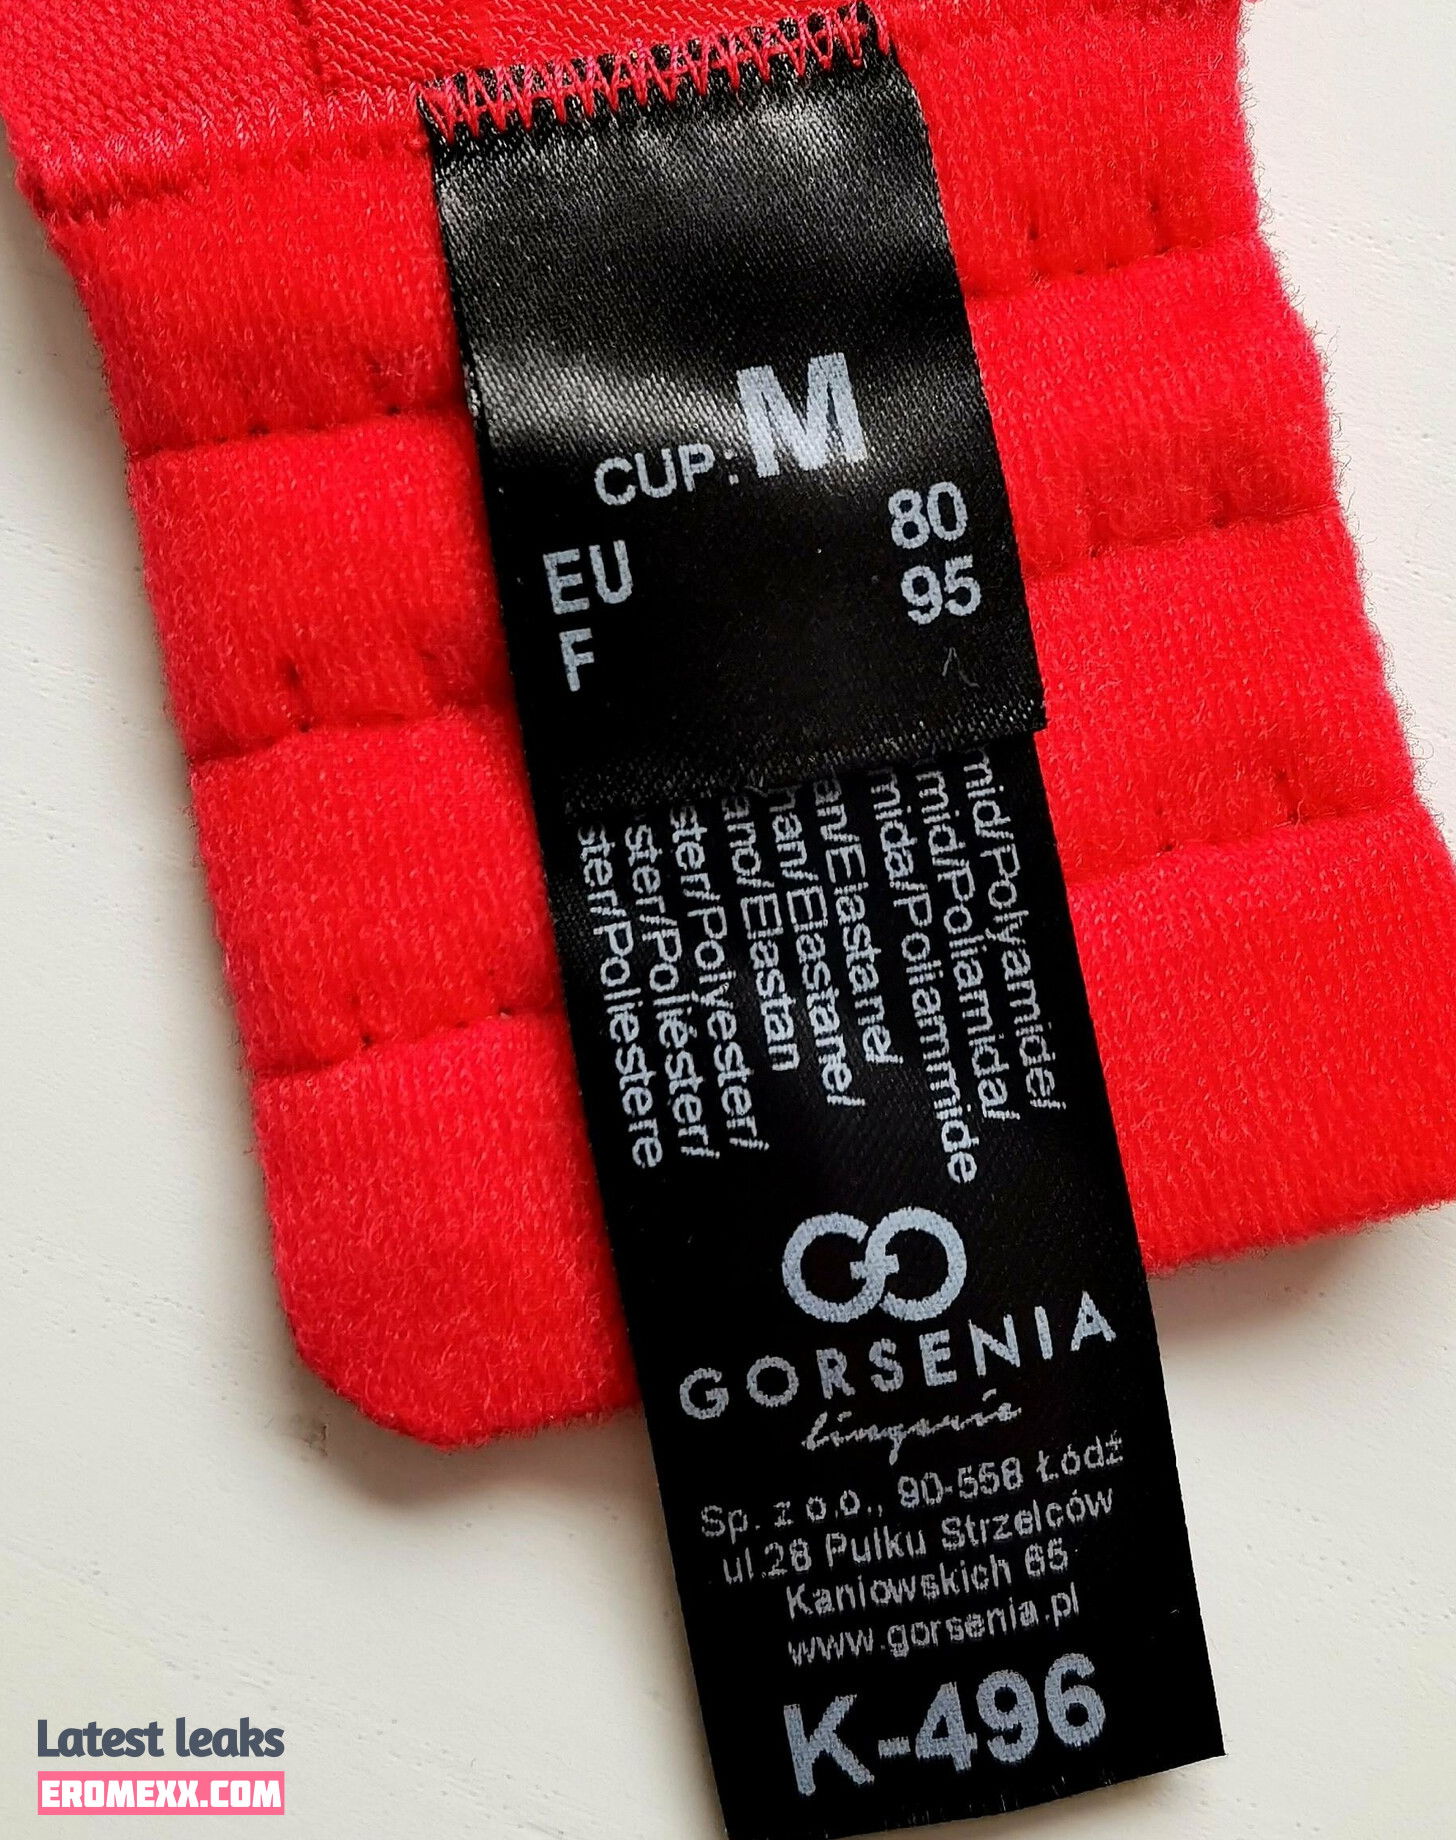 CUP: M
EU 80
F 95
mid/Polyamide/
mid/Poliamida/
mida/Poliammide
an/Elastane/
nan/Elastane/
ano/Elastan
ster/Polyester/
ster/Poliéster/
ster/Poliestere
GORSENIA
Lingerie
Sp. z o.o., 90-558 Łódź
ul.28 Pułku Strzelców
Kaniowskich 65
www.gorsenia.pl
K-496
Latest leaks
EROMEXX.COM